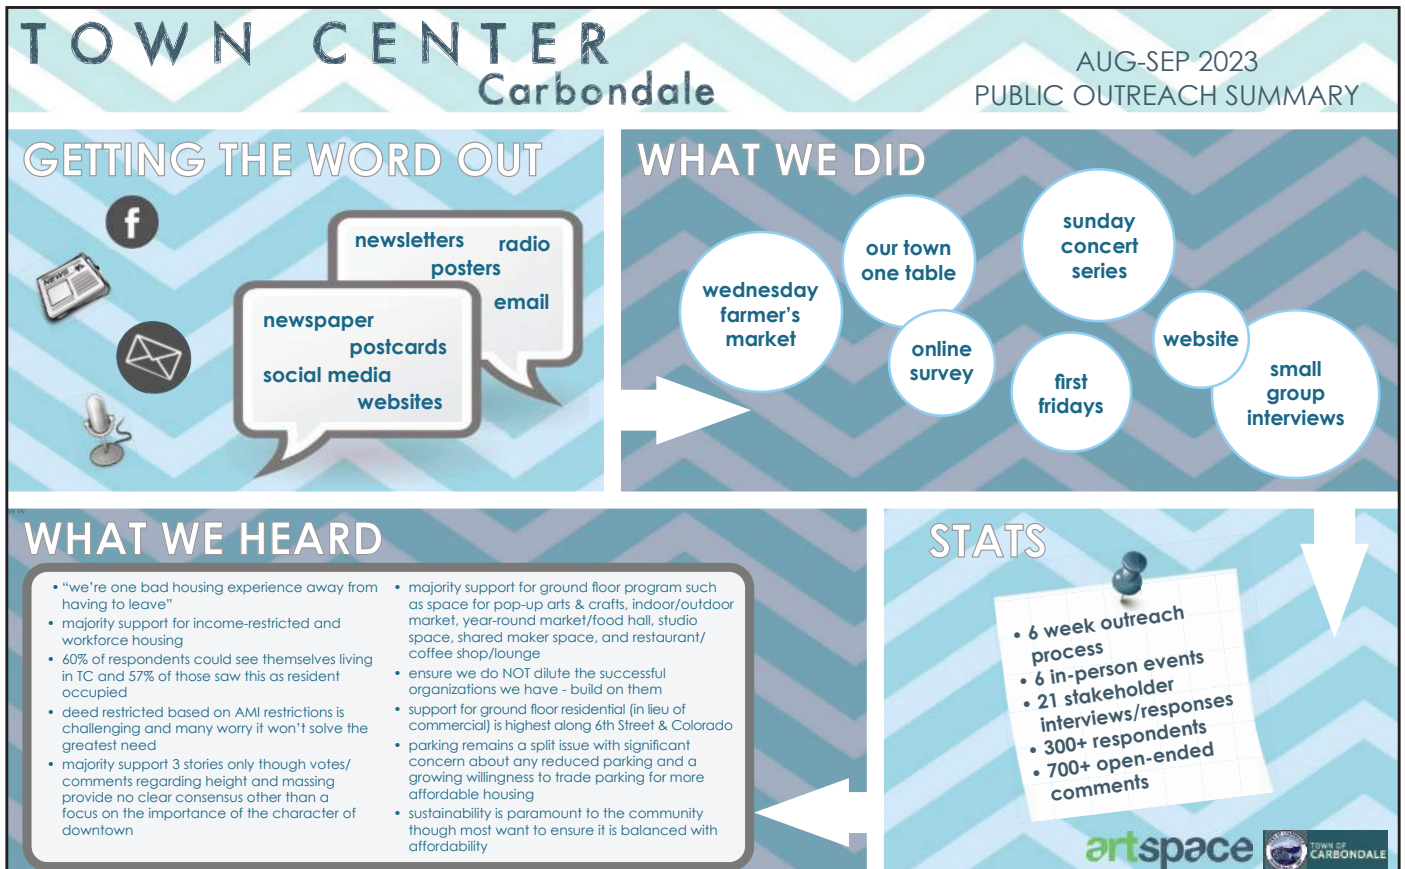 TOWN CENTER
Carbondale
AUG-SEP 2023
PUBLIC OUTREACH SUMMARY
GETTING THE WORD OUT
f
NEWS
newsletters radio
posters
email
newspaper
postcards
social media
websites
WHAT WE DID
wednesday
farmer's
market
our town
one table
online
survey
sunday
concert
series
first
fridays
website
small
group
interviews
WHAT WE HEARD
• “we're one bad housing experience away from
having to leave”
• majority support for income-restricted and
workforce housing
• 60% of respondents could see themselves living
in TC and 57% of those saw this as resident
occupied
• deed restricted based on AMI restrictions is
challenging and many worry it won't solve the
greatest need
• majority support 3 stories only though votes/
comments regarding height and massing
provide no clear consensus other than a
focus on the importance of the character of
downtown
• majority support for ground floor program such
as space for pop-up arts & crafts, indoor/outdoor
market, year-round market/food hall, studio
space, shared maker space, and restaurant/
coffee shop/lounge
• ensure we do NOT dilute the successful
organizations we have - build on them
• support for ground floor residential (in lieu of
commercial) is highest along 6th Street & Colorado
• parking remains a split issue with significant
concern about any reduced parking and a
growing willingness to trade parking for more
affordable housing
• sustainability is paramount to the community
though most want to ensure it is balanced with
affordability
STATS
• 6 week outreach
process
• 6 in-person events
• 21 stakeholder
interviews/responses
• 300+ respondents
• 700+ open-ended
comments
artspace
TOWN OF
CARBONDALE